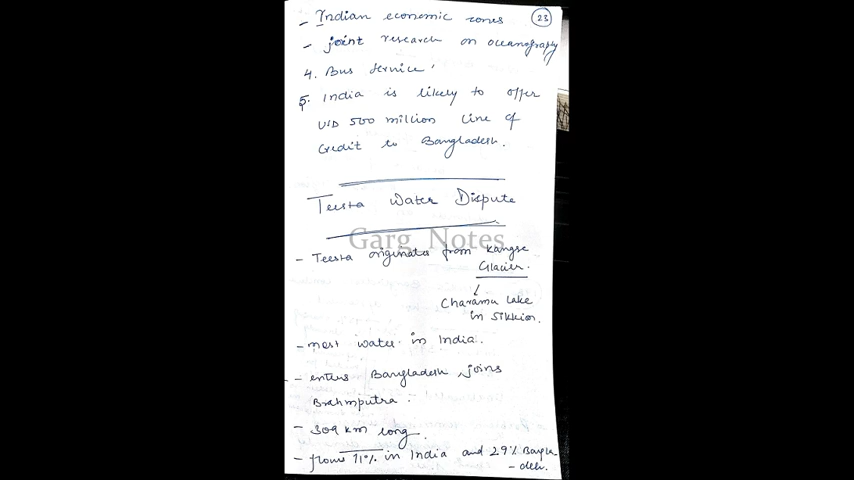 - Indian economic zones
23
- joint research on oceanograpy
4. Bus Service.
5. India is likely to offer
USD 500 million Line of
Credit to Bangladesh.
Teesta Water Dispute
Garg Notes
- Teesta originates from Kangse
Glacier.
Charamu lake
in Sikkim.
- most water in India.
- enters Bangladesh, joins
Brahmputra.
- 309 km long.
- flows 71% in India and 29% Bangla
- desh.